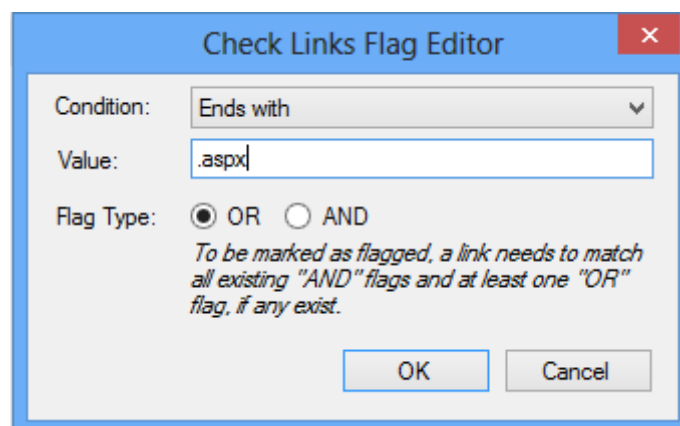 Check Links Flag Editor
Condition: Ends with
Value: .aspx
Flag Type: OR AND
To be marked as flagged, a link needs to match
all existing "AND" flags and at least one "OR"
flag, if any exist.
OK Cancel